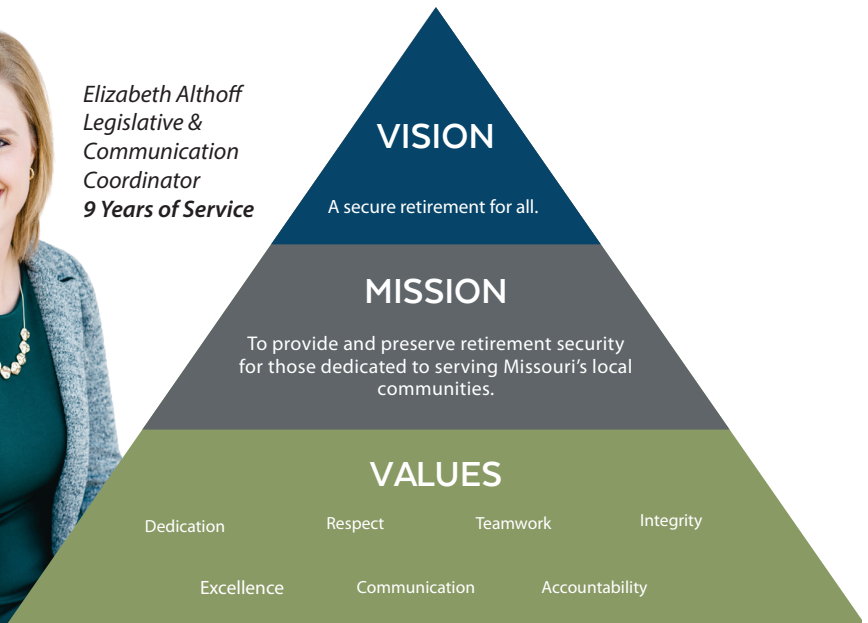 Elizabeth Althoff
Legislative &
Communication
Coordinator
9 Years of Service
VISION
A secure retirement for all.
MISSION
To provide and preserve retirement security
for those dedicated to serving Missouri’s local
communities.
VALUES
Dedication Respect Teamwork Integrity
Excellence Communication Accountability